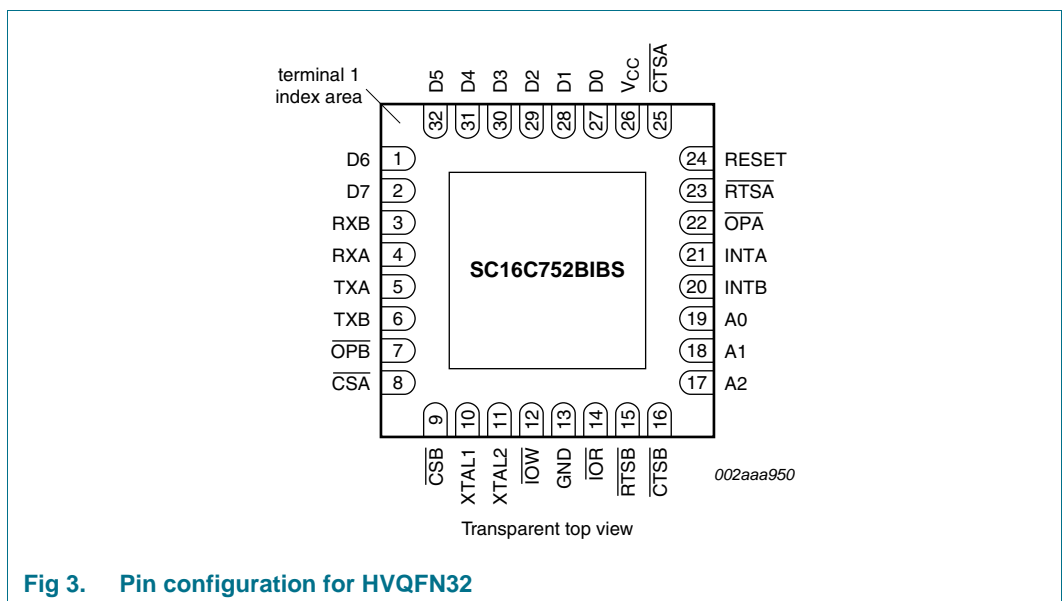 terminal 1
index area
D5
D4
D3
D2
D1
D0
VCC
CTSA
32
31
30
29
28
27
26
25
D6 1
D7 2
RXB 3
RXA 4
TXA 5
TXB 6
OPB 7
CSA 8
24 RESET
23 RTSA
22 OPA
21 INTA
20 INTB
19 A0
18 A1
17 A2
SC16C752BIBS
9
10
11
12
13
14
15
16
CSB
XTAL1
XTAL2
IOW
GND
IOR
RTSB
CTSB
002aaa950
Transparent top view
Fig 3. Pin configuration for HVQFN32